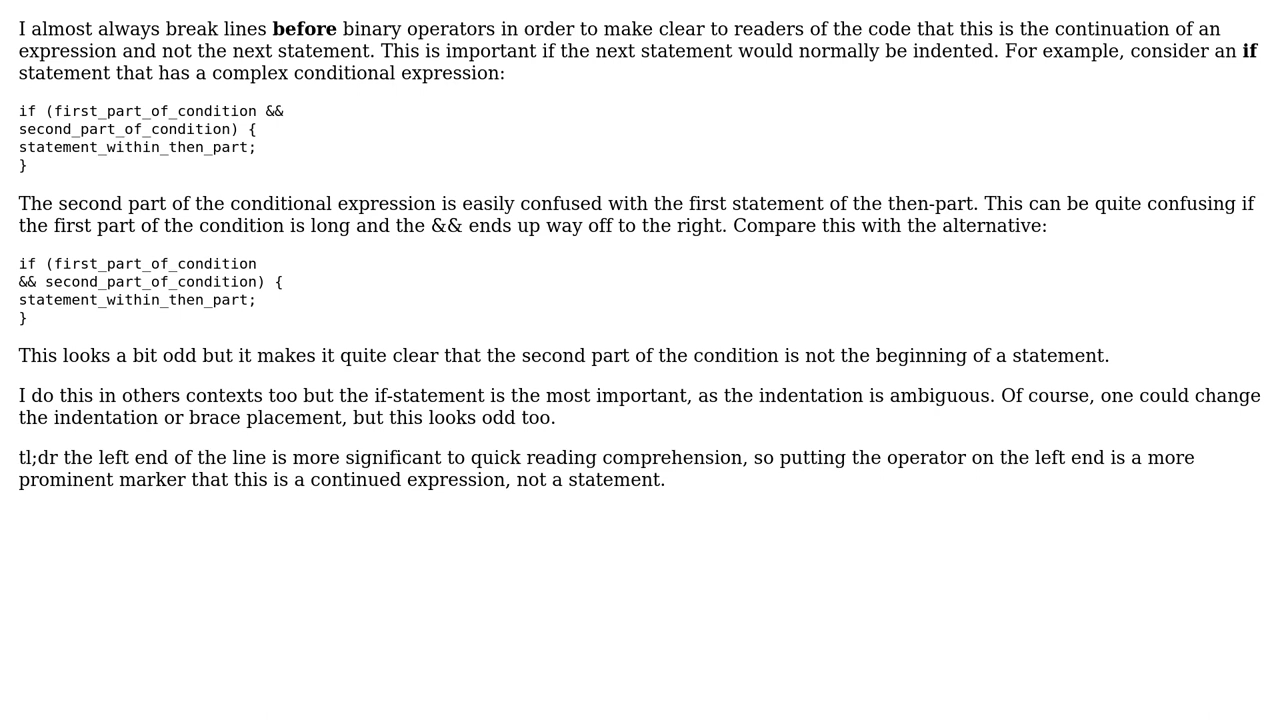 I almost always break lines before binary operators in order to make clear to readers of the code that this is the continuation of an
expression and not the next statement. This is important if the next statement would normally be indented. For example, consider an if
statement that has a complex conditional expression:
if (first_part_of_condition &&
second_part_of_condition) {
statement_within_then_part;
}
The second part of the conditional expression is easily confused with the first statement of the then-part. This can be quite confusing if
the first part of the condition is long and the && ends up way off to the right. Compare this with the alternative:
if (first_part_of_condition
&& second_part_of_condition) {
statement_within_then_part;
}
This looks a bit odd but it makes it quite clear that the second part of the condition is not the beginning of a statement.
I do this in others contexts too but the if-statement is the most important, as the indentation is ambiguous. Of course, one could change
the indentation or brace placement, but this looks odd too.
tl;dr the left end of the line is more significant to quick reading comprehension, so putting the operator on the left end is a more
prominent marker that this is a continued expression, not a statement.